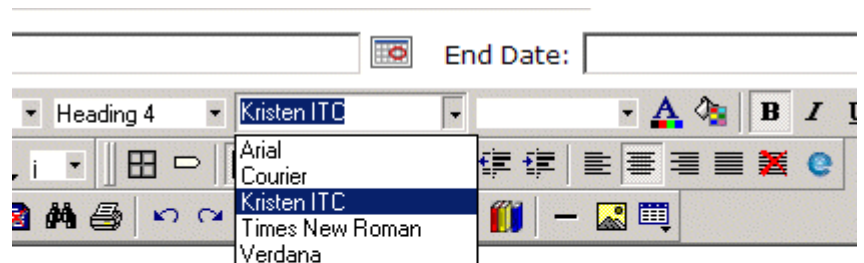 End Date:
Heading 4 Kristen ITC A B I U
Arial
i
Courier
Kristen ITC
Times New Roman
Verdana